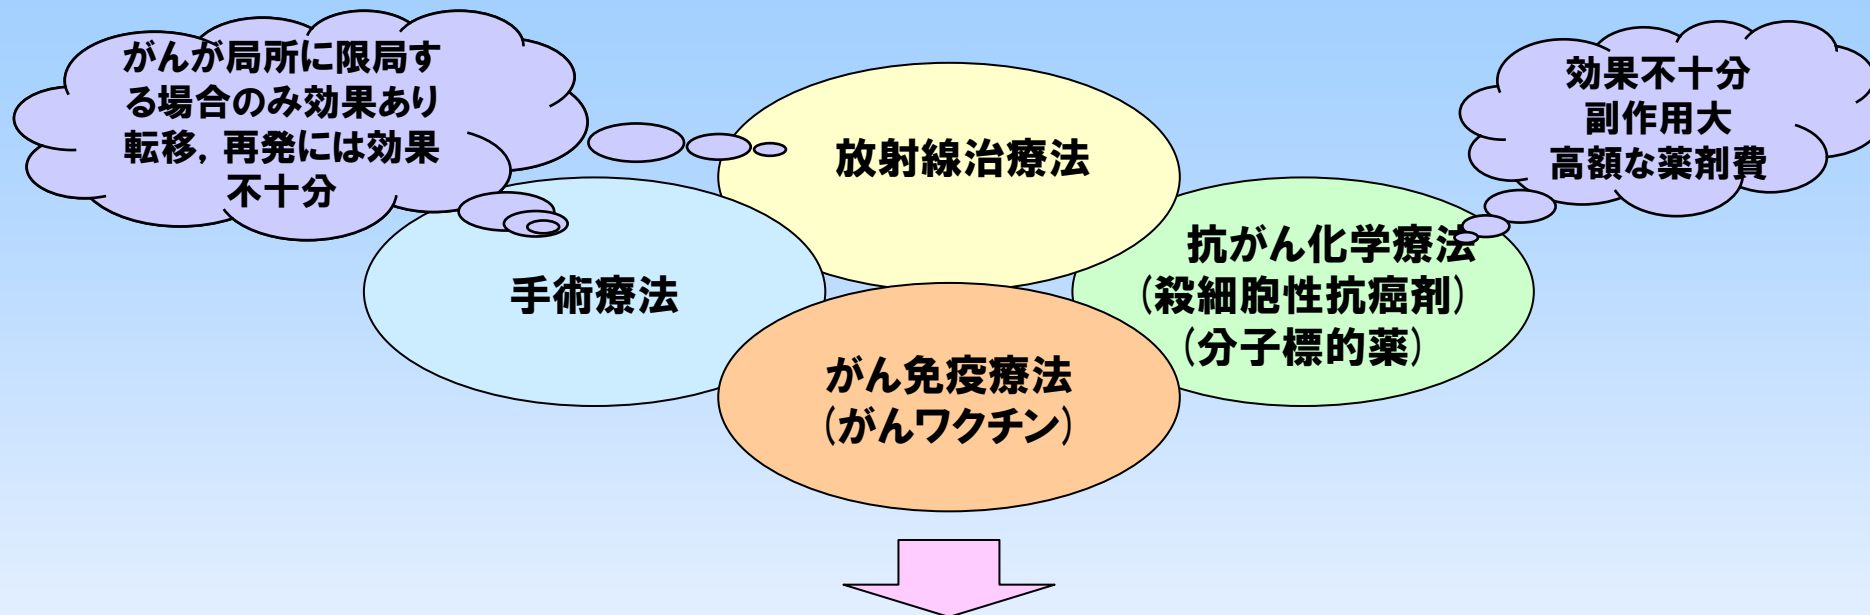 がんが局所に限局す
る場合のみ効果あり
転移, 再発には効果
不十分
効果不十分
副作用大
高額な薬剤費
放射線治療法
手術療法
抗がん化学療法
(殺細胞性抗癌剤)
(分子標的薬)
がん免疫療法
(がんワクチン)